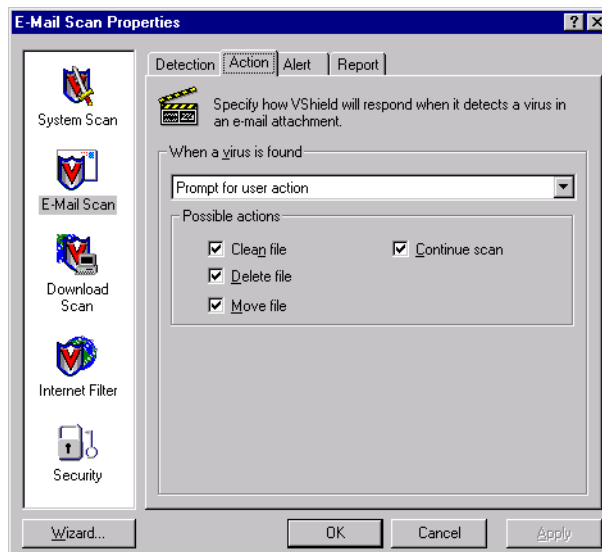 E-Mail Scan Properties
System Scan
E-Mail Scan
Download
Scan
Internet Filter
Security
Detection Action Alert Report
Specify how VShield will respond when it detects a virus in
an e-mail attachment.
When a virus is found
Prompt for user action
Possible actions
Clean file Continue scan
Delete file
Move file
Wizard... OK Cancel Apply